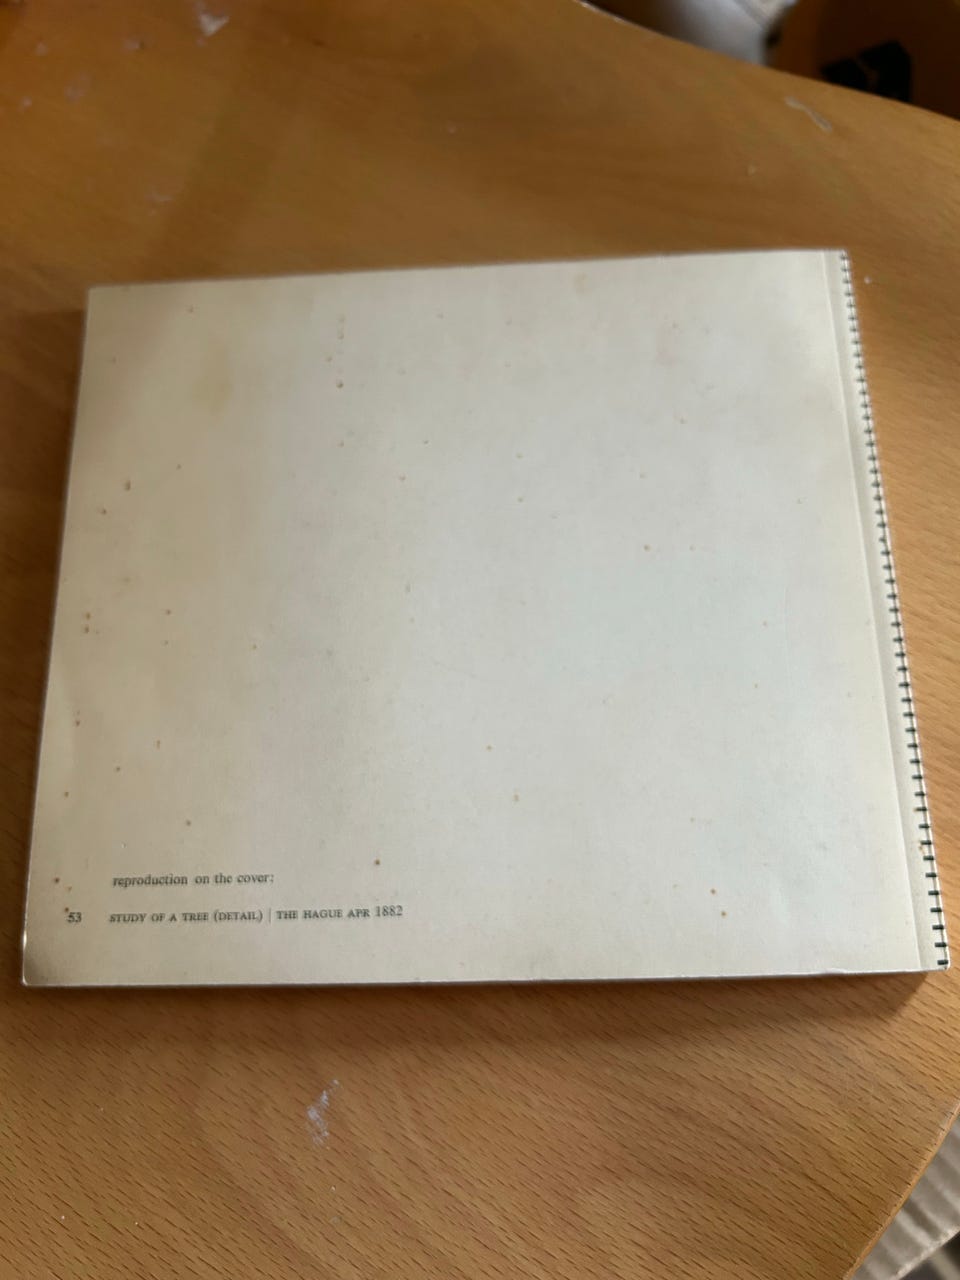 reproduction on the cover:
53 STUDY OF A TREE (DETAIL) | THE HAGUE APR 1882